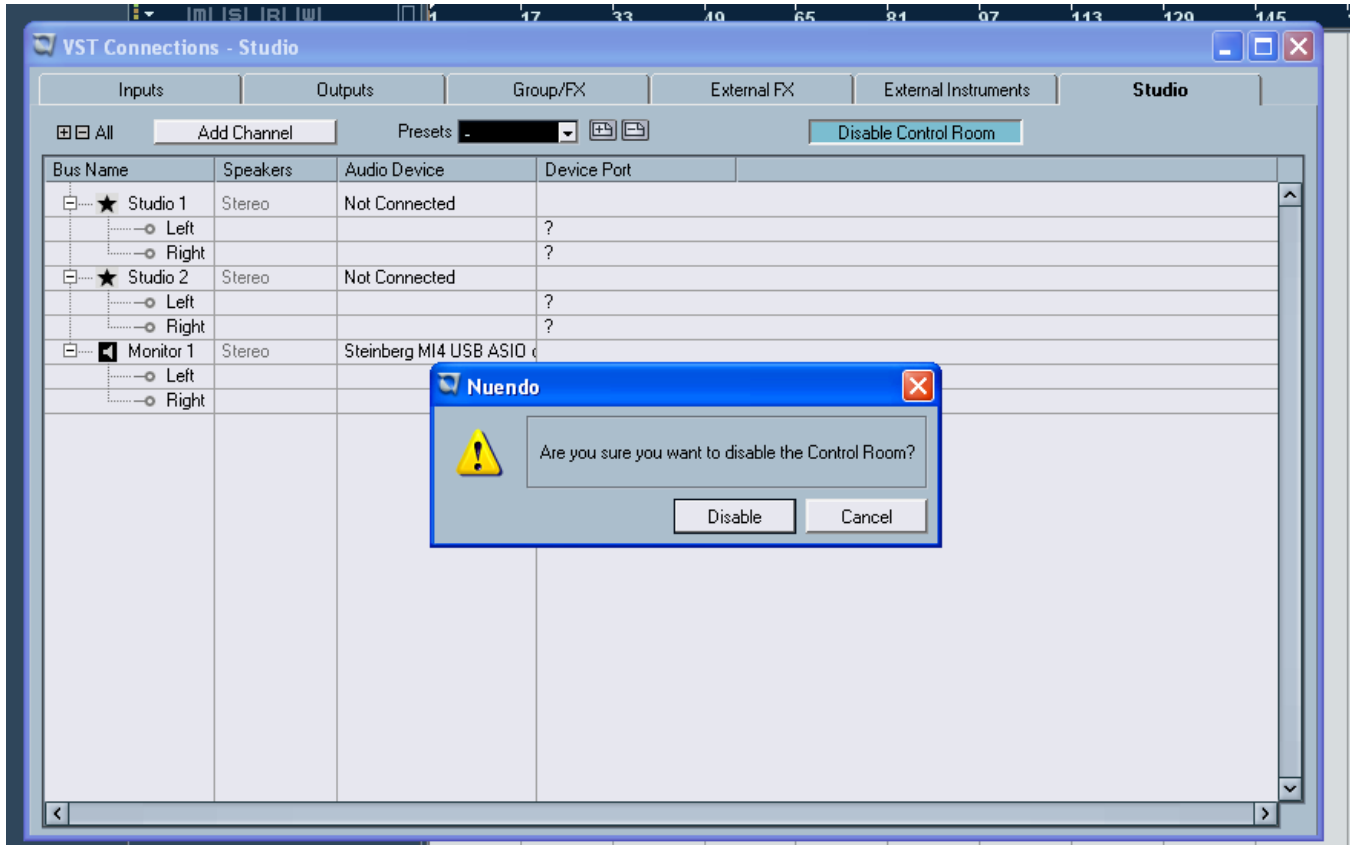 1 17 33 49 65 81 97 113 129 145
VST Connections - Studio
Inputs Outputs Group/FX External FX External Instruments Studio
All Add Channel Presets - Disable Control Room
Bus Name Speakers Audio Device Device Port
Studio 1 Stereo Not Connected
Left ?
Right ?
Studio 2 Stereo Not Connected
Left ?
Right ?
Monitor 1 Stereo Steinberg MI4 USB ASIO
Left
Right
Nuendo
Are you sure you want to disable the Control Room?
Disable Cancel